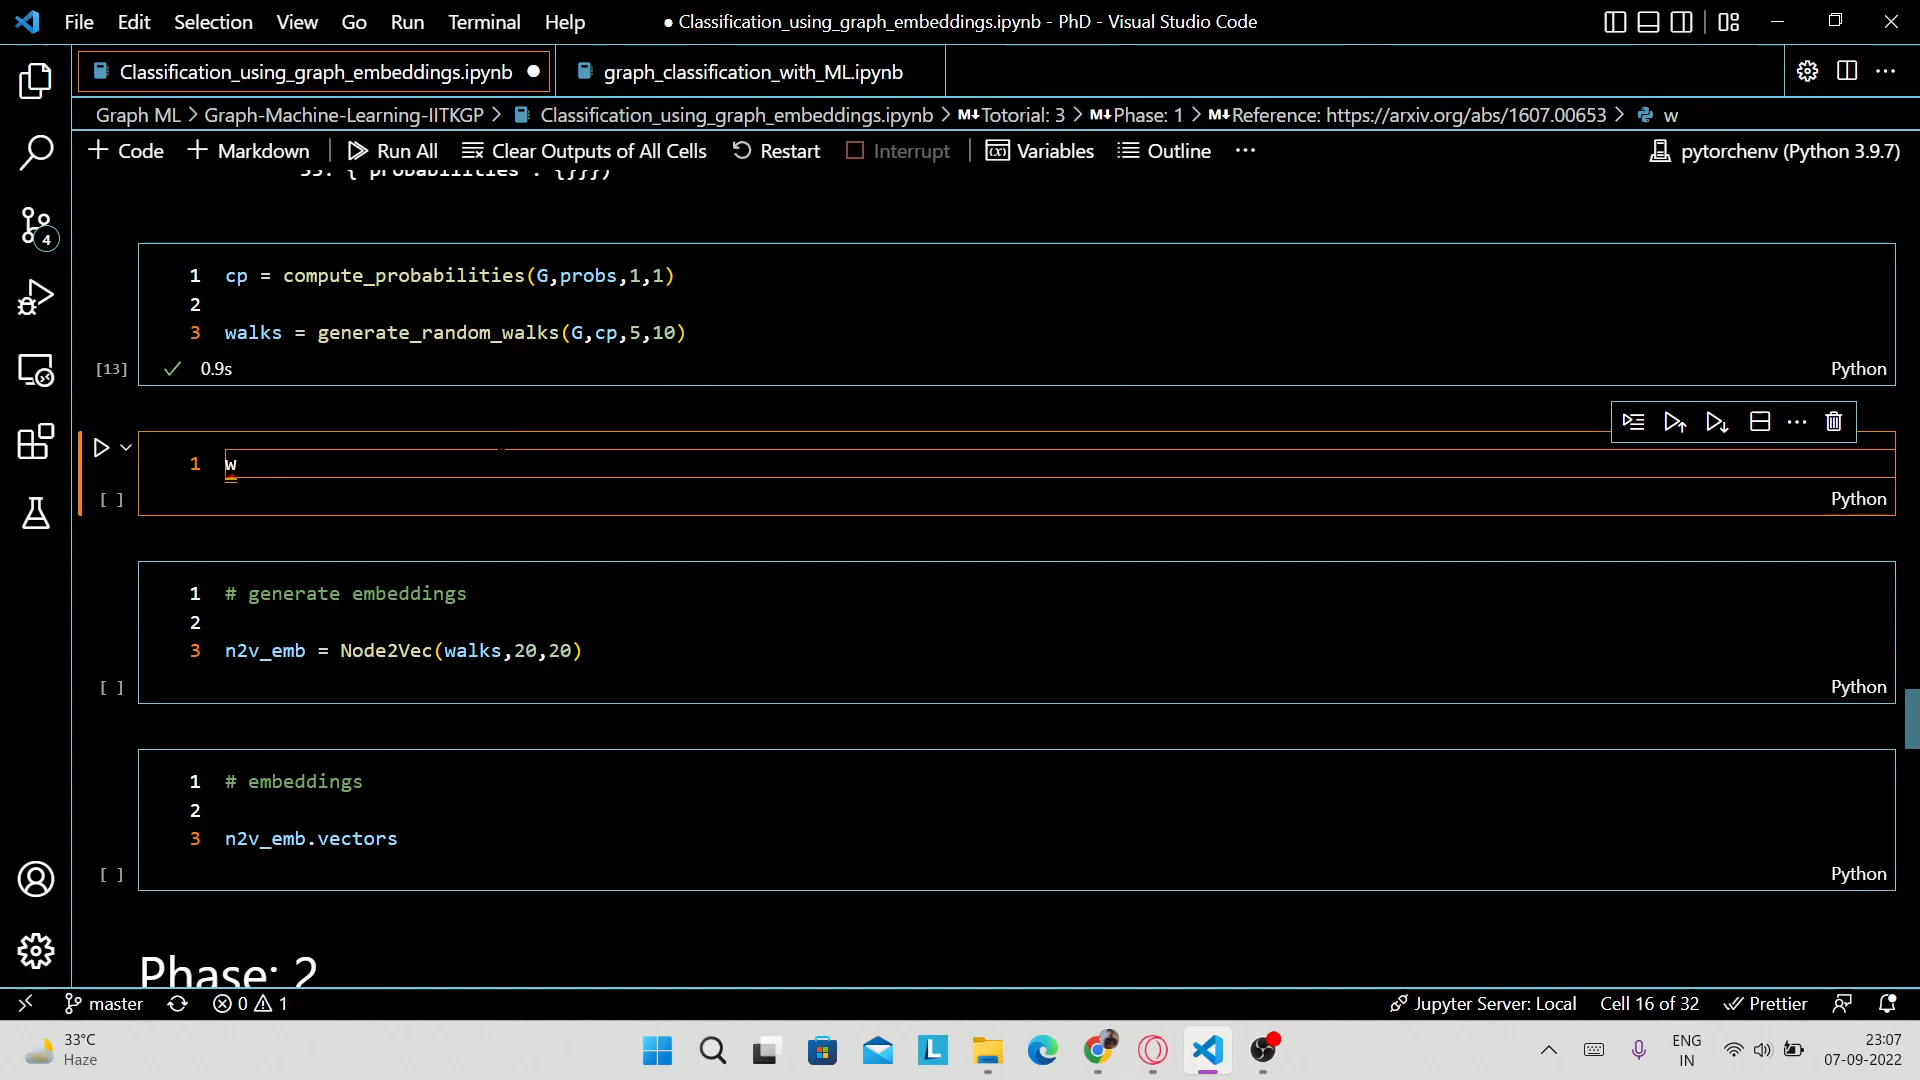 File Edit Selection View Go Run Terminal Help ● Classification_using_graph_embeddings.ipynb - PhD - Visual Studio Code
Classification_using_graph_embeddings.ipynb ● graph_classification_with_ML.ipynb
Graph ML > Graph-Machine-Learning-IITKGP > Classification_using_graph_embeddings.ipynb > M↓Totorial: 3 > M↓Phase: 1 > M↓Reference: https://arxiv.org/abs/1607.00653 > w
+ Code + Markdown | Run All Clear Outputs of All Cells Restart Interrupt | Variables Outline ... pytorchenv (Python 3.9.7)
33: {'probabilities': {}}})
1 cp = compute_probabilities(G,probs,1,1)
2
3 walks = generate_random_walks(G,cp,5,10)
[13] ✓ 0.9s Python
1 w
[ ] Python
1 # generate embeddings
2
3 n2v_emb = Node2Vec(walks,20,20)
[ ] Python
1 # embeddings
2
3 n2v_emb.vectors
[ ] Python
Phase: 2
4
master 0 1 Jupyter Server: Local Cell 16 of 32 Prettier
33°C
Haze
L
ENG
IN
23:07
07-09-2022